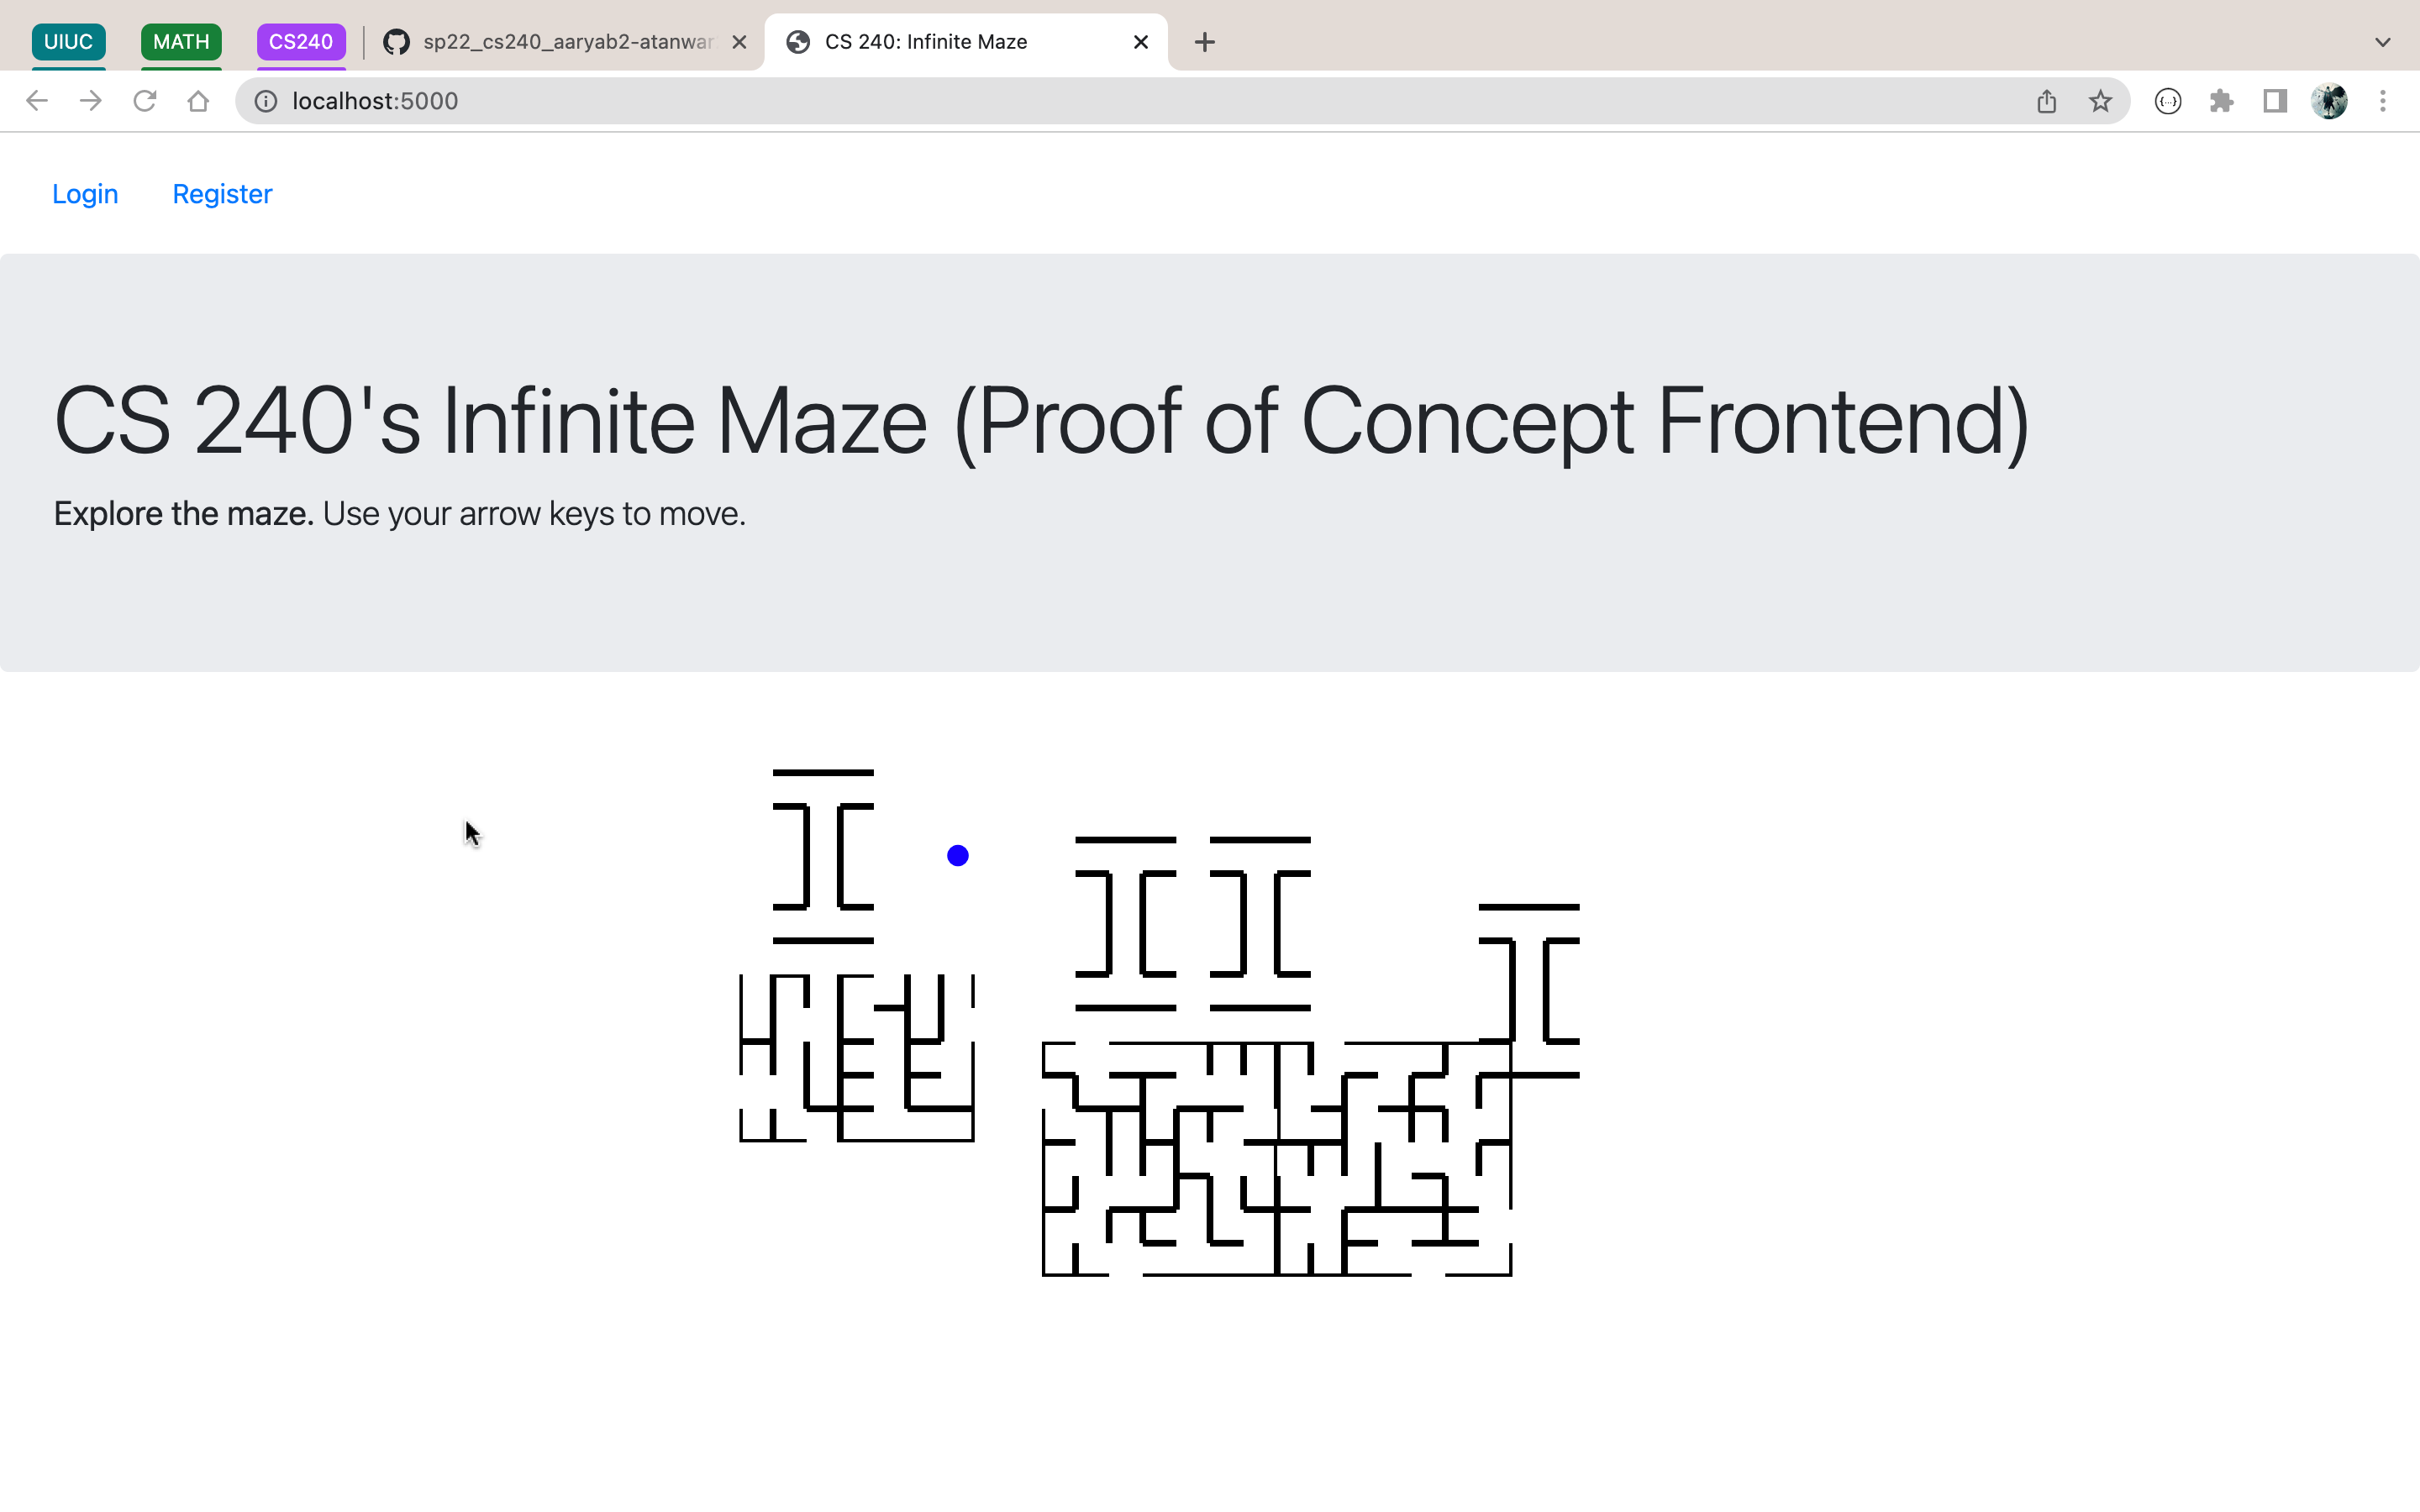 UIUC MATH CS240 sp22_cs240_aaryab2-atanwar CS 240: Infinite Maze
localhost:5000
Login Register
CS 240's Infinite Maze (Proof of Concept Frontend)
Explore the maze. Use your arrow keys to move.